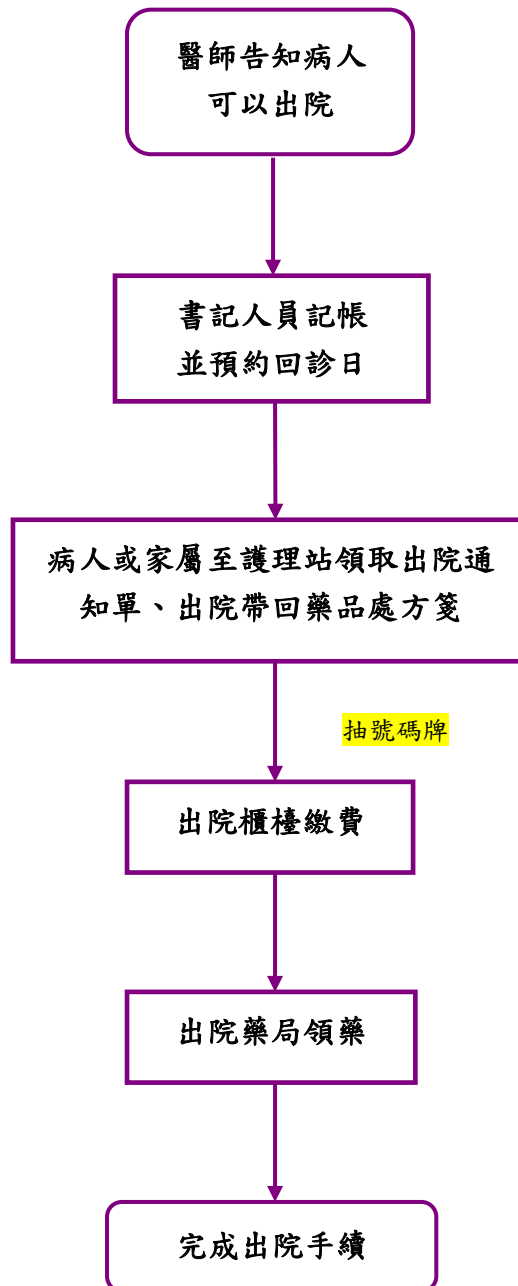 醫師告知病人
可以出院
書記人員記帳
並預約回診日
病人或家屬至護理站領取出院通
知單、出院帶回藥品處方箋
抽號碼牌
出院櫃檯繳費
出院藥局領藥
完成出院手續